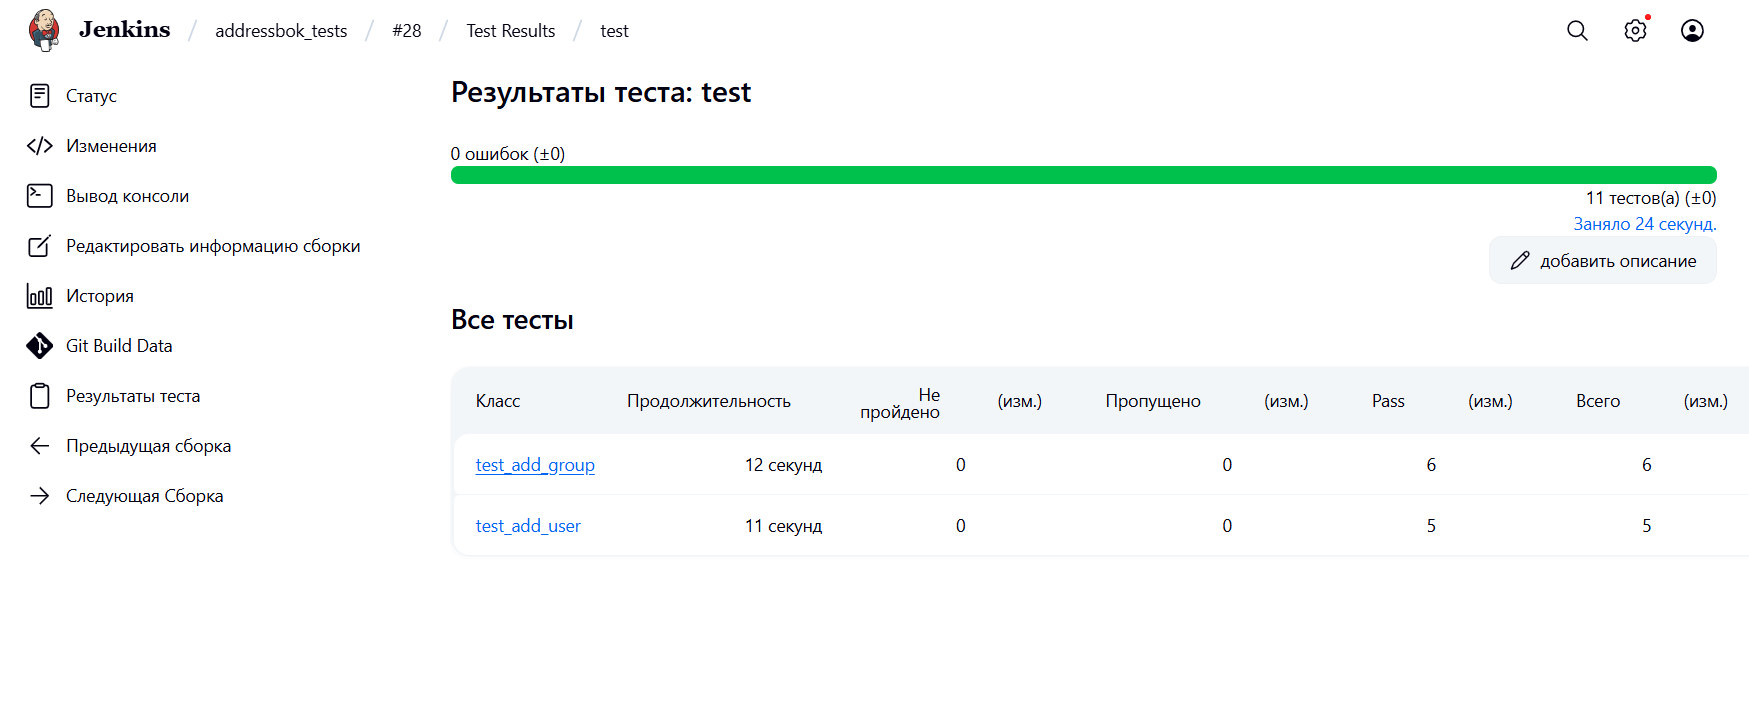 Jenkins / addressbok_tests / #28 / Test Results / test
Статус
Изменения
Вывод консоли
Редактировать информацию сборки
История
Git Build Data
Результаты теста
Предыдущая сборка
Следующая Сборка
Результаты теста: test
0 ошибок (±0)
11 тестов(а) (±0)
Заняло 24 секунд.
добавить описание
Все тесты
Класс Продолжительность Не пройдено (изм.) Пропущено (изм.) Pass (изм.) Всего (изм.)
test_add_group 12 секунд 0 0 6 6
test_add_user 11 секунд 0 0 5 5